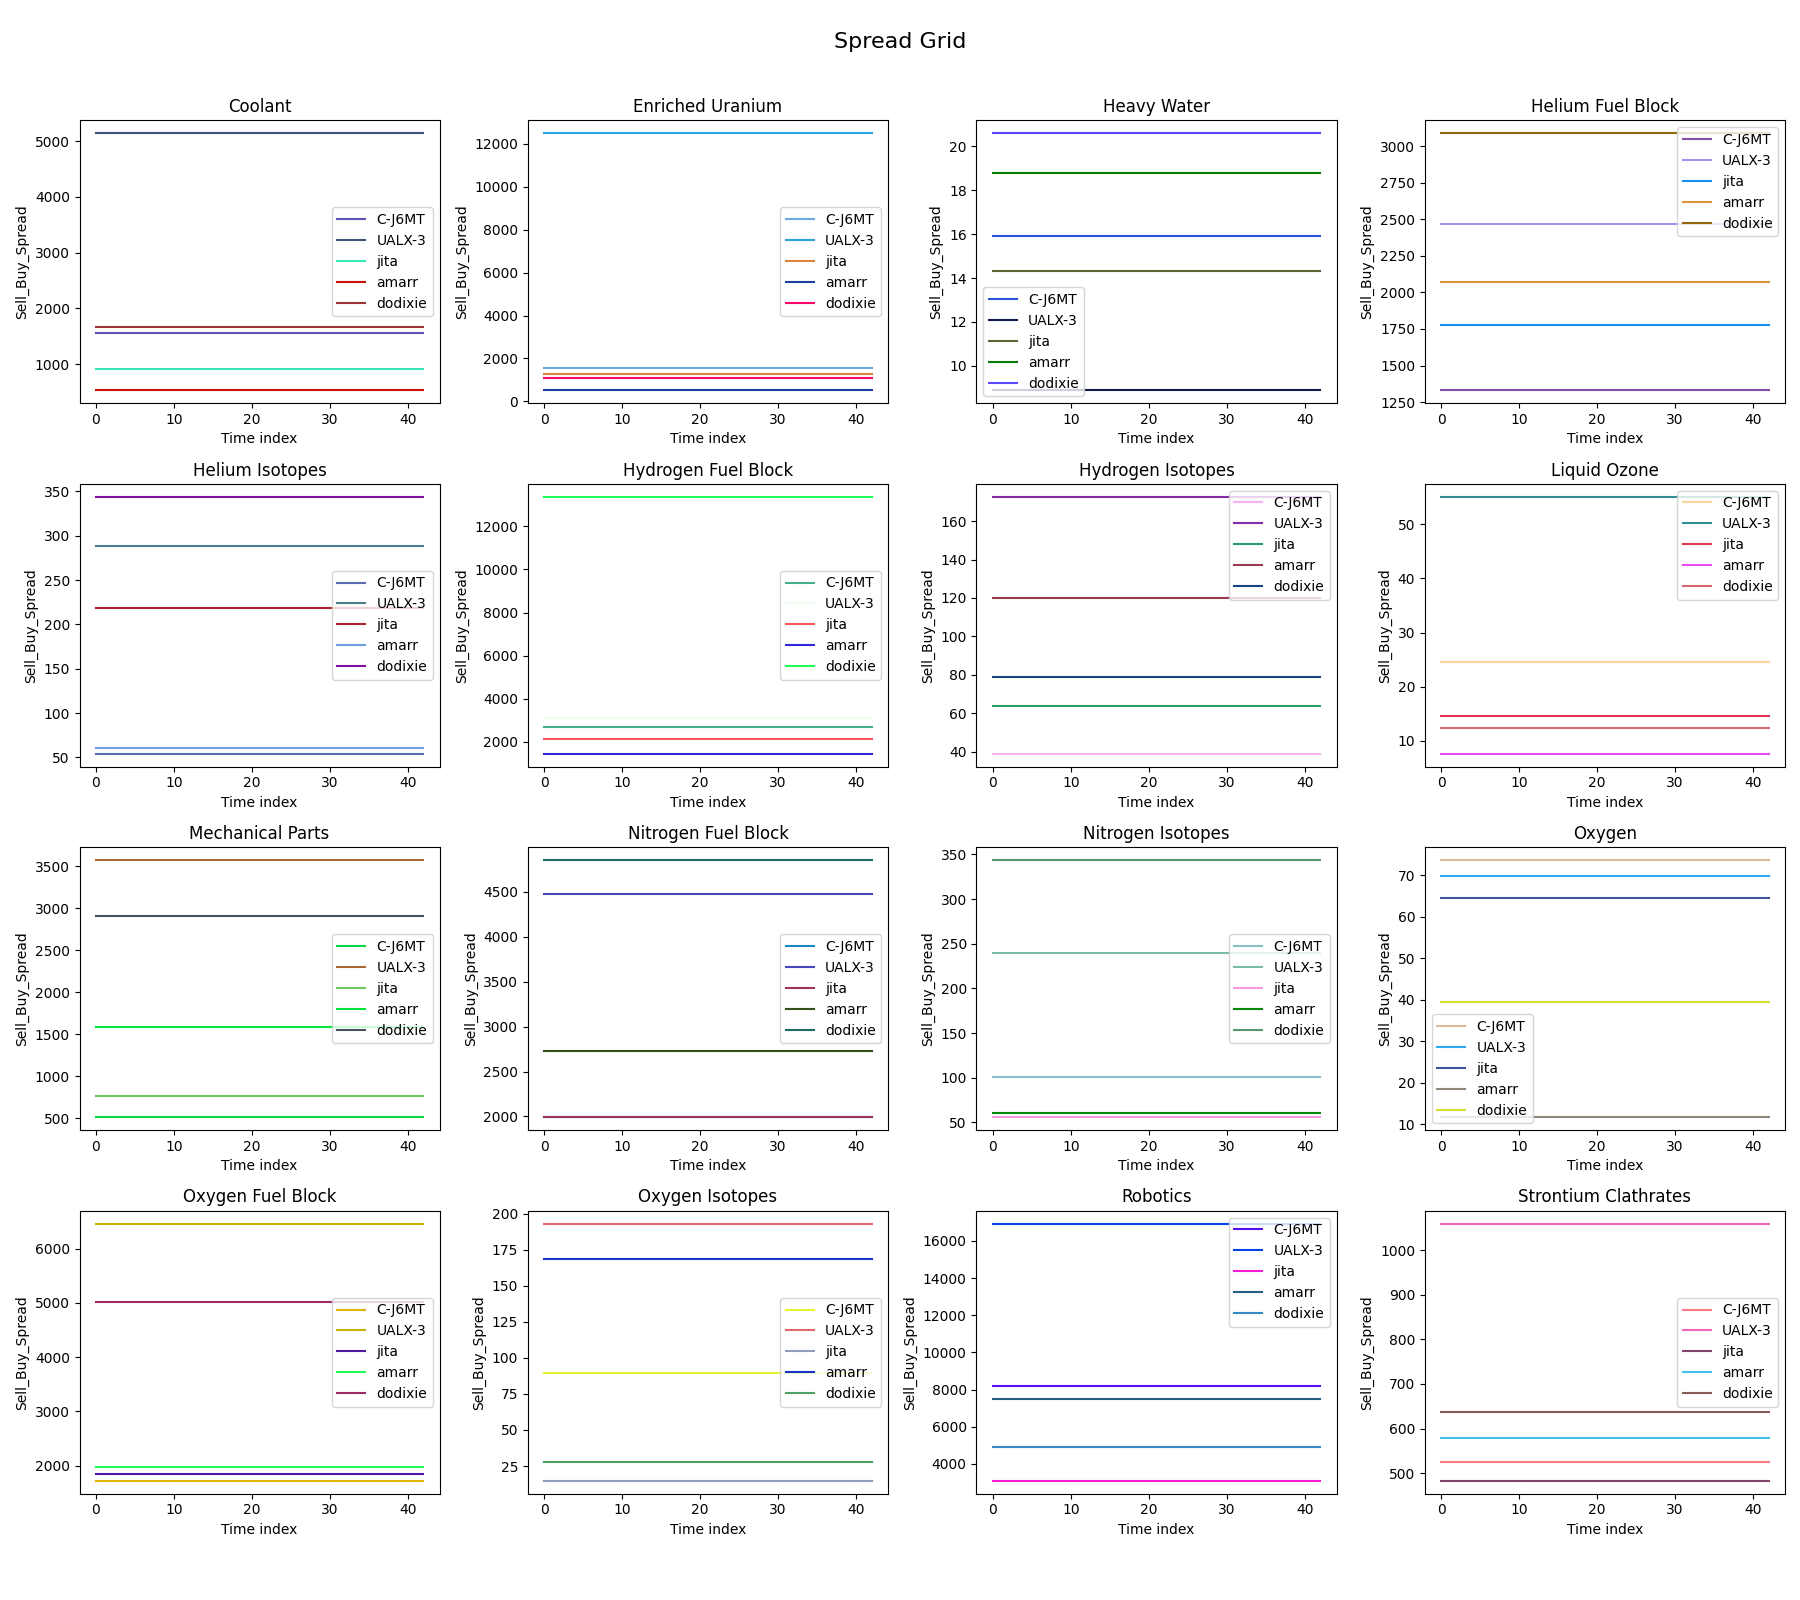 Spread Grid
Coolant
5000
4000
3000
2000
1000
0 10 20 30 40
Sell_Buy_Spread
Time index
C-J6MT
UALX-3
jita
amarr
dodixie
Enriched Uranium
12000
10000
8000
6000
4000
2000
0
0 10 20 30 40
Sell_Buy_Spread
Time index
C-J6MT
UALX-3
jita
amarr
dodixie
Heavy Water
20
18
16
14
12
10
0 10 20 30 40
Sell_Buy_Spread
Time index
C-J6MT
UALX-3
jita
amarr
dodixie
Helium Fuel Block
3000
2750
2500
2250
2000
1750
1500
1250
0 10 20 30 40
Sell_Buy_Spread
Time index
C-J6MT
UALX-3
jita
amarr
dodixie
Helium Isotopes
350
300
250
200
150
100
50
0 10 20 30 40
Sell_Buy_Spread
Time index
C-J6MT
UALX-3
jita
amarr
dodixie
Hydrogen Fuel Block
12000
10000
8000
6000
4000
2000
0 10 20 30 40
Sell_Buy_Spread
Time index
C-J6MT
UALX-3
jita
amarr
dodixie
Hydrogen Isotopes
160
140
120
100
80
60
40
0 10 20 30 40
Sell_Buy_Spread
Time index
C-J6MT
UALX-3
jita
amarr
dodixie
Liquid Ozone
50
40
30
20
10
0 10 20 30 40
Sell_Buy_Spread
Time index
C-J6MT
UALX-3
jita
amarr
dodixie
Mechanical Parts
3500
3000
2500
2000
1500
1000
500
0 10 20 30 40
Sell_Buy_Spread
Time index
C-J6MT
UALX-3
jita
amarr
dodixie
Nitrogen Fuel Block
4500
4000
3500
3000
2500
2000
0 10 20 30 40
Sell_Buy_Spread
Time index
C-J6MT
UALX-3
jita
amarr
dodixie
Nitrogen Isotopes
350
300
250
200
150
100
50
0 10 20 30 40
Sell_Buy_Spread
Time index
C-J6MT
UALX-3
jita
amarr
dodixie
Oxygen
70
60
50
40
30
20
10
0 10 20 30 40
Sell_Buy_Spread
Time index
C-J6MT
UALX-3
jita
amarr
dodixie
Oxygen Fuel Block
6000
5000
4000
3000
2000
0 10 20 30 40
Sell_Buy_Spread
Time index
C-J6MT
UALX-3
jita
amarr
dodixie
Oxygen Isotopes
200
175
150
125
100
75
50
25
0 10 20 30 40
Sell_Buy_Spread
Time index
C-J6MT
UALX-3
jita
amarr
dodixie
Robotics
16000
14000
12000
10000
8000
6000
4000
0 10 20 30 40
Sell_Buy_Spread
Time index
C-J6MT
UALX-3
jita
amarr
dodixie
Strontium Clathrates
1000
900
800
700
600
500
0 10 20 30 40
Sell_Buy_Spread
Time index
C-J6MT
UALX-3
jita
amarr
dodixie